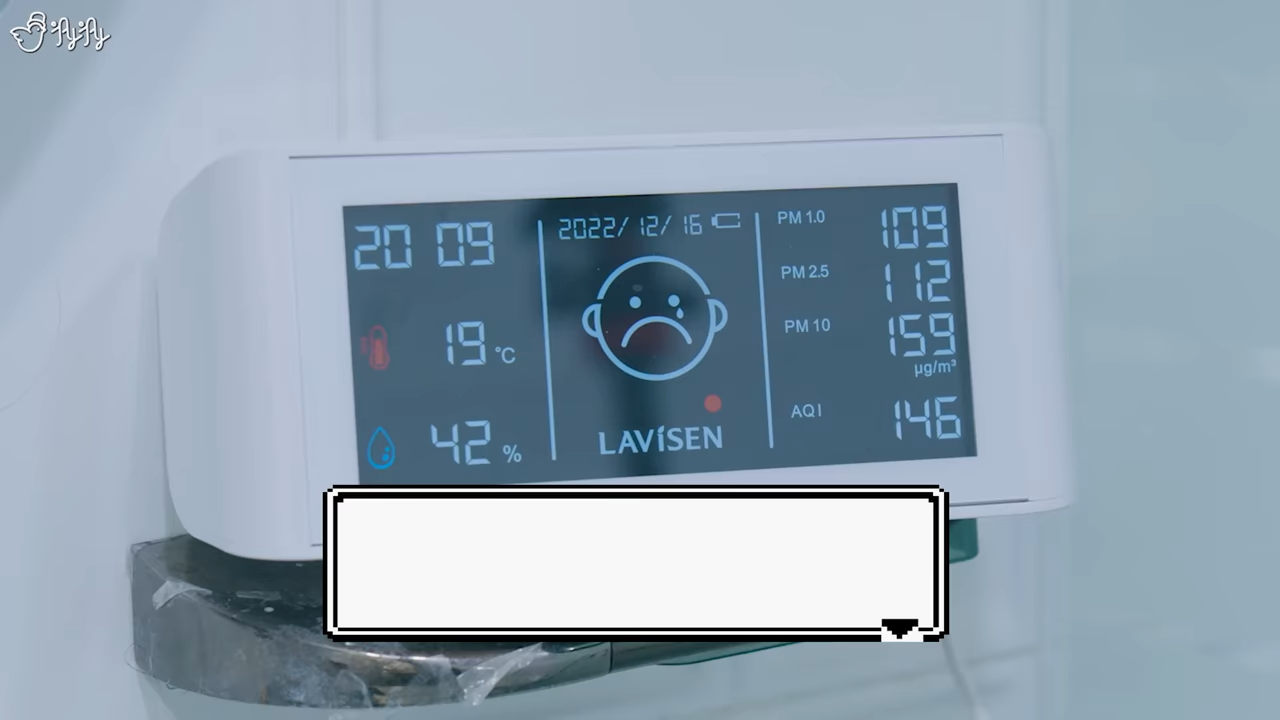 20 09
2022/12/16
PM 1.0 109
PM 2.5 112
19 °C
PM 10 159
µg/m³
AQI 146
42 %
LAVíSEN